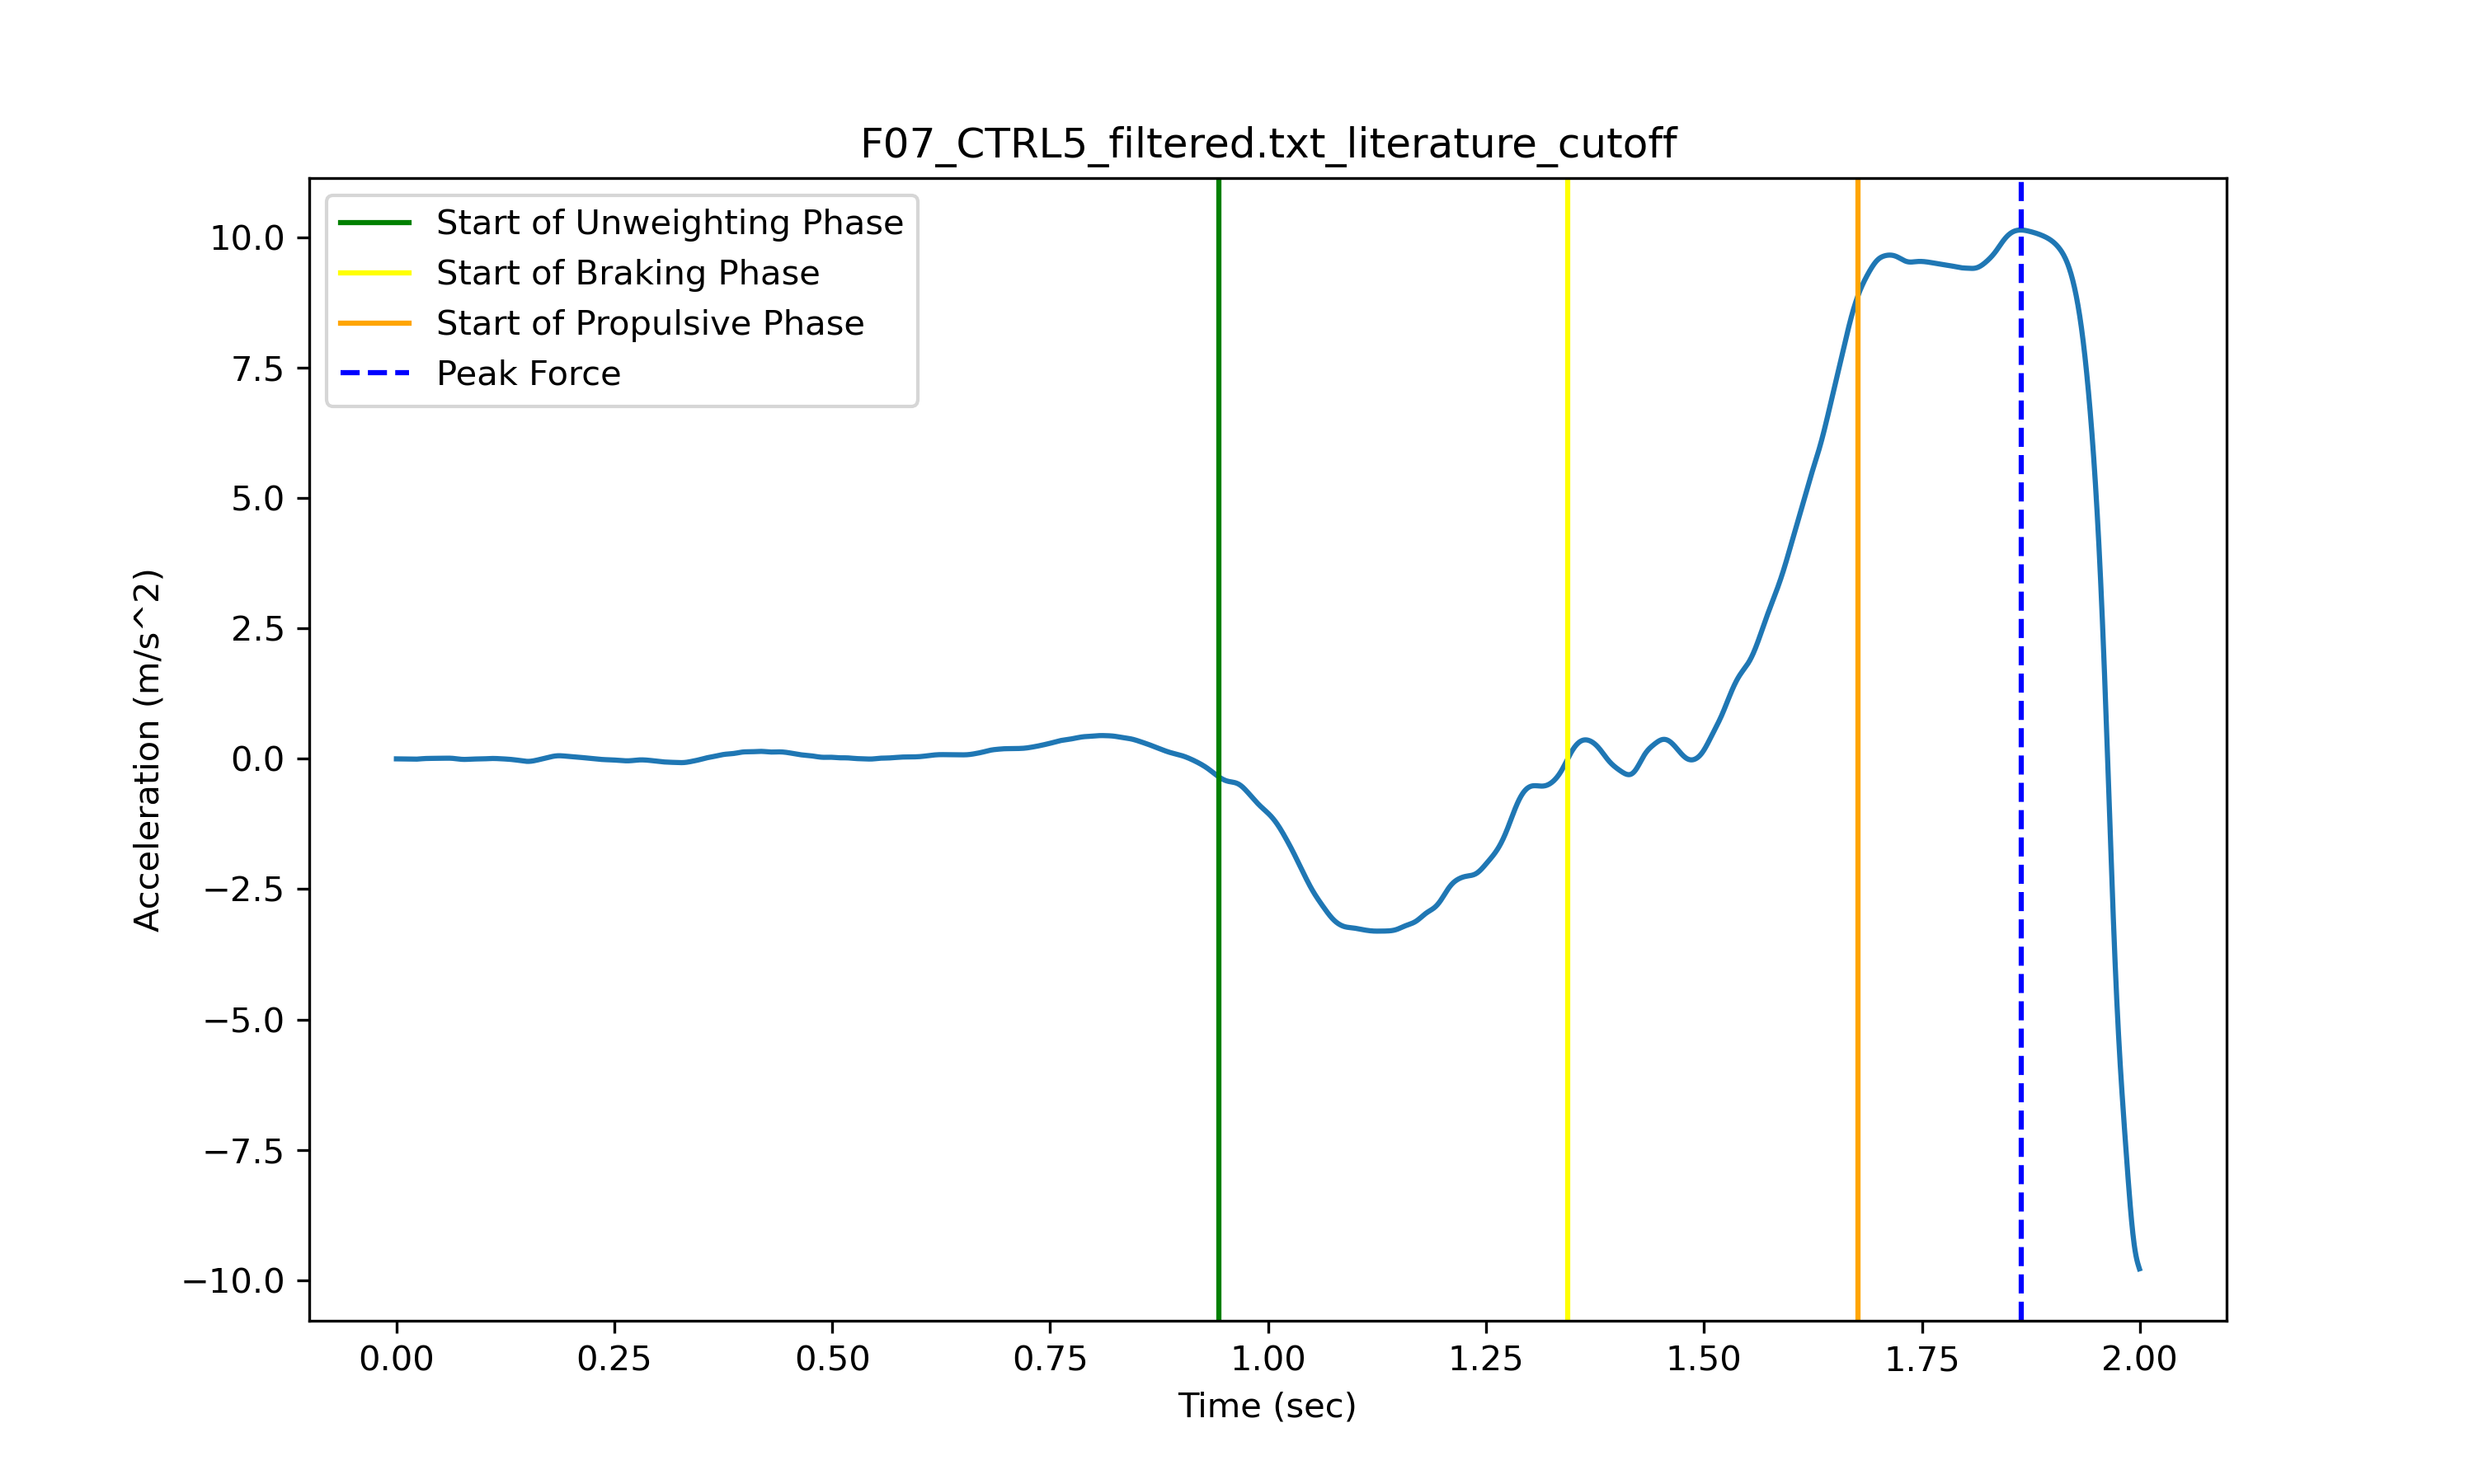 F07_CTRL5_filtered.txt_literature_cutoff
Start of Unweighting Phase
Start of Braking Phase
Start of Propulsive Phase
Peak Force
10.0
7.5
5.0
2.5
0.0
−2.5
−5.0
−7.5
−10.0
Acceleration (m/s^2)
0.00 0.25 0.50 0.75 1.00 1.25 1.50 1.75 2.00
Time (sec)